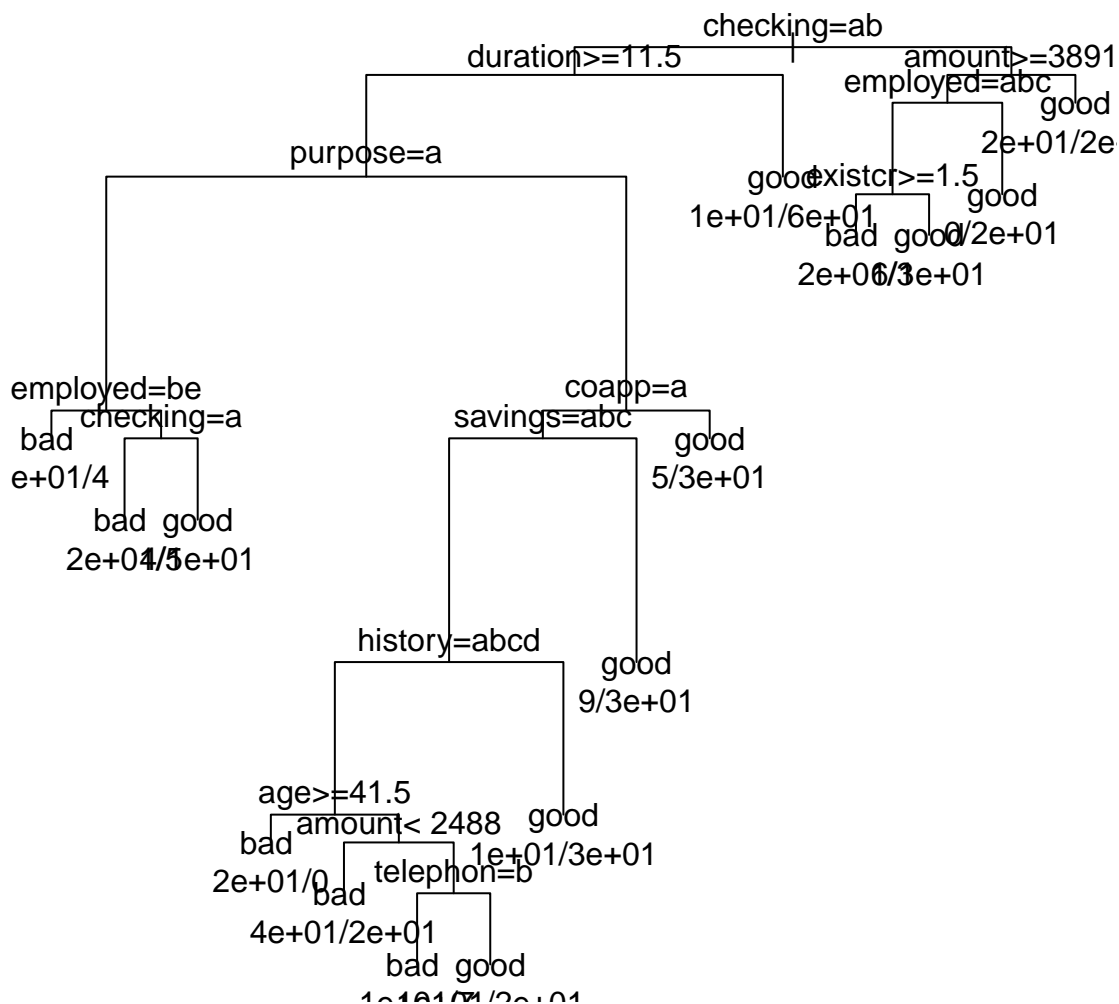 checking=ab
duration>=11.5
amount>=3891
employed=abc
good
2e+01/2e
purpose=a
good
1e+01/6e+01
existcr>=1.5
good
0/2e+01
bad
good
employed=be
checking=a
bad
e+01/4
bad
good
coapp=a
savings=abc
good
5/3e+01
history=abcd
good
9/3e+01
age>=41.5
amount< 2488
good
1e+01/3e+01
bad
2e+01/0
telephon=b
bad
4e+01/2e+01
bad
good